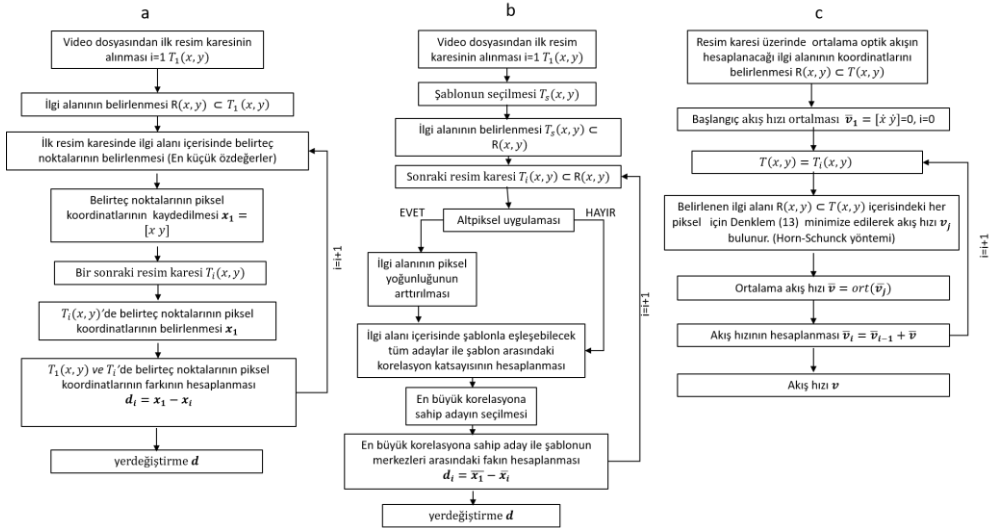 a
Video dosyasından ilk resim karesinin
alınması i=1 T₁(x, y)
İlgi alanının belirlenmesi R(x, y) ⊂ T₁ (x, y)
İlk resim karesinde ilgi alanı içerisinde belirteç
noktalarının belirlenmesi (En küçük özdeğerler)
Belirteç noktalarının piksel
koordinatlarının kaydedilmesi x₁ =
[x y]
Bir sonraki resim karesi Tᵢ(x, y)
Tᵢ(x, y)'de belirteç noktalarının piksel
koordinatlarının belirlenmesi x₁
T₁(x, y) ve Tᵢ'de belirteç noktalarının piksel
koordinatlarının farkının hesaplanması
dᵢ = x₁ − xᵢ
yerdeğiştirme d
i=i+1
b
Video dosyasından ilk resim
karesinin alınması i=1 T₁(x, y)
Şablonun seçilmesi Tₛ(x, y)
İlgi alanının belirlenmesi Tₛ(x, y) ⊂
R(x, y)
Sonraki resim karesi Tᵢ(x, y) ⊂ R(x, y)
EVET
Altpiksel uygulaması
HAYIR
İlgi alanının piksel
yoğunluğunun
arttırılması
İlgi alanı içerisinde şablonla eşleşebilecek
tüm adaylar ile şablon arasındaki
korelasyon katsayısının hesaplanması
En büyük korelasyona
sahip adayın seçilmesi
En büyük korelasyona sahip aday ile şablonun
merkezleri arasındaki fakın hesaplanması
dᵢ = x̅₁ − x̅ᵢ
yerdeğiştirme d
i=i+1
c
Resim karesi üzerinde ortalama optik akışın
hesaplanacağı ilgi alanının koordinatlarını
belirlenmesi R(x, y) ⊂ T(x, y)
Başlangıç akış hızı ortalması v̅₁ = [ẋ ẏ]=0, i=0
T(x, y) = Tᵢ(x, y)
Belirlenen ilgi alanı R(x, y) ⊂ T(x, y) içerisindeki her
piksel için Denklem (13) minimize edilerek akış hızı vⱼ
bulunur. (Horn-Schunck yöntemi)
Ortalama akış hızı v̅ = ort(v̅ⱼ)
Akış hızının hesaplanması v̅ᵢ = v̅ᵢ₋₁ + v̅
Akış hızı v
i=i+1